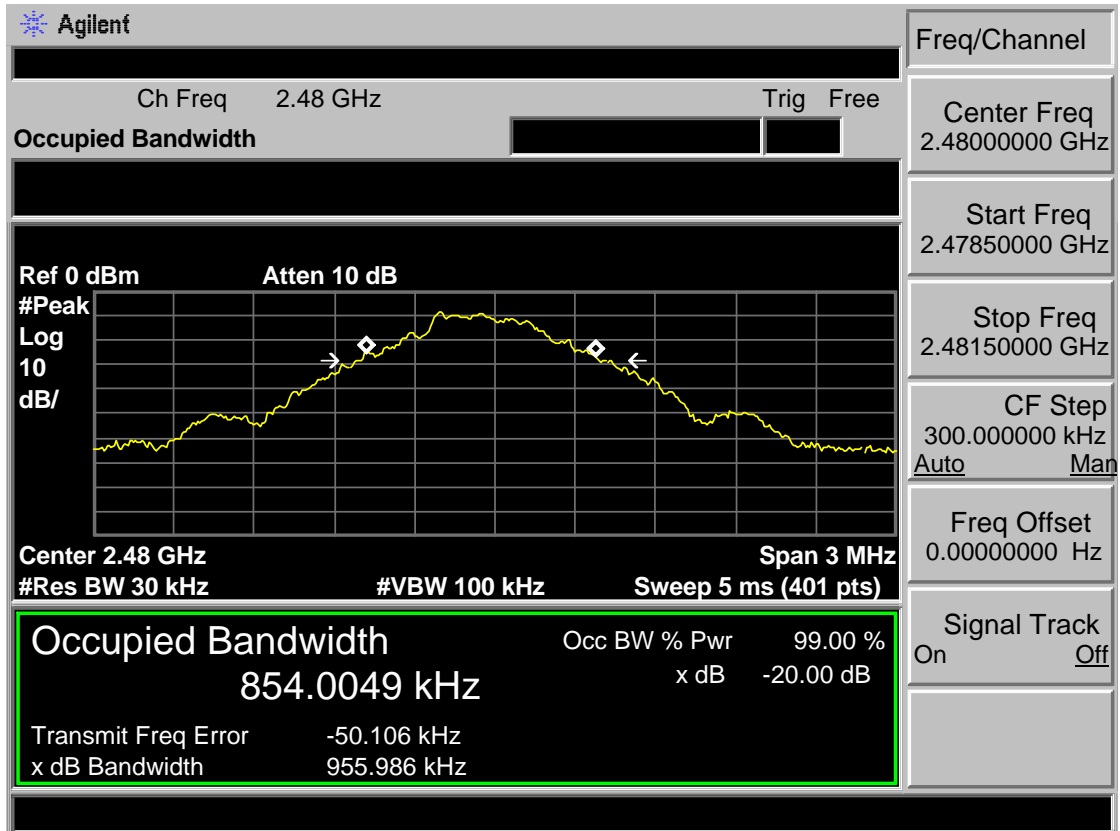 Agilent
Freq/Channel
Ch Freq 2.48 GHz Trig Free
Occupied Bandwidth
Center Freq
2.48000000 GHz
Start Freq
2.47850000 GHz
Stop Freq
2.48150000 GHz
CF Step
300.000000 kHz
Auto Man
Freq Offset
0.00000000 Hz
Signal Track
On Off
Ref 0 dBm Atten 10 dB
#Peak
Log
10
dB/
Center 2.48 GHz Span 3 MHz
#Res BW 30 kHz #VBW 100 kHz Sweep 5 ms (401 pts)
Occupied Bandwidth Occ BW % Pwr 99.00 %
854.0049 kHz x dB -20.00 dB
Transmit Freq Error -50.106 kHz
x dB Bandwidth 955.986 kHz